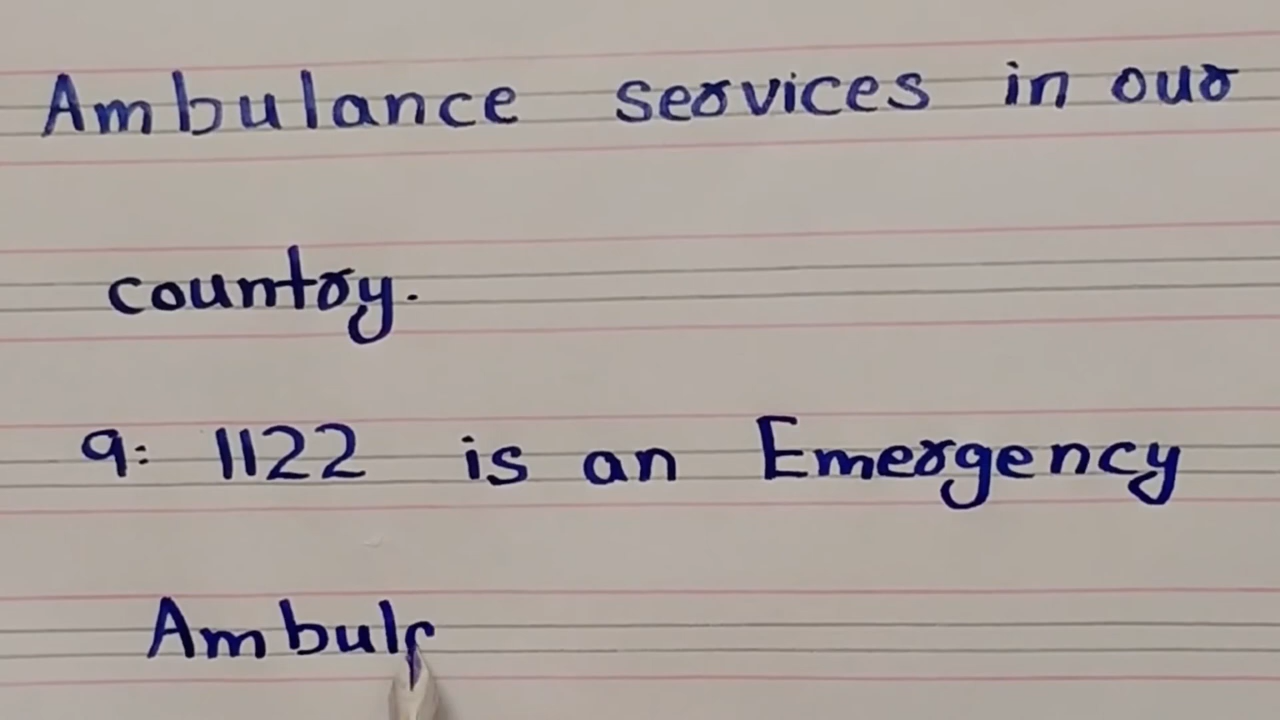 Ambulance services in our
country.
9: 1122 is an Emergency
Ambul